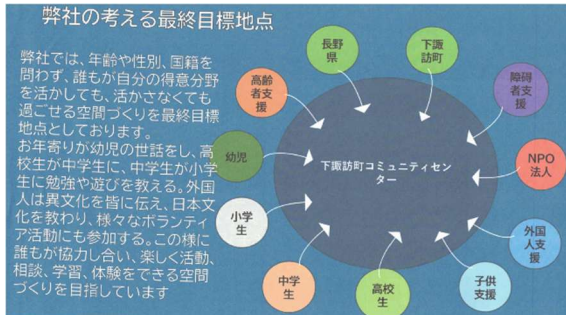 弊社の考える最終目標地点
弊社では、年齢や性別、国籍を
問わず、誰もが自分の得意分野
を活かしても、活かさなくても
過ごせる空間づくりを最終目標
地点としております。
お年寄りが幼児の世話をし、高
校生が中学生に、中学生が小学
生に勉強や遊びを教える。外国
人は異文化を皆に伝え、日本文
化を教わり、様々なボランティ
ア活動にも参加する。この様に
誰もが協力し合い、楽しく活動、
相談、学習、体験をできる空間
づくりを目指しています
長野
県
下諏
訪町
高齢
者支
援
障碍
者支
援
幼児
下諏訪町コミュニティセン
ター
NPO
法人
小学
生
外国
人支
援
中学
生
高校
生
子供
支援